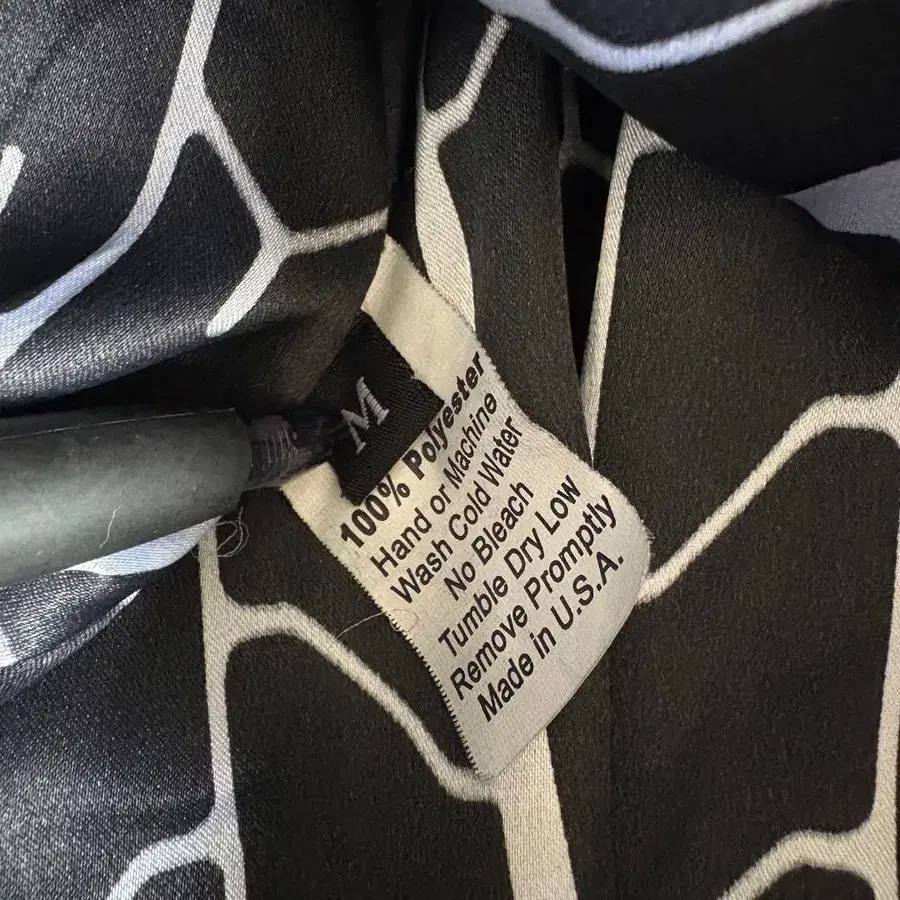 M
100% Polyester
Hand or Machine
Wash Cold Water
No Bleach
Tumble Dry Low
Remove Promptly
Made in U.S.A.